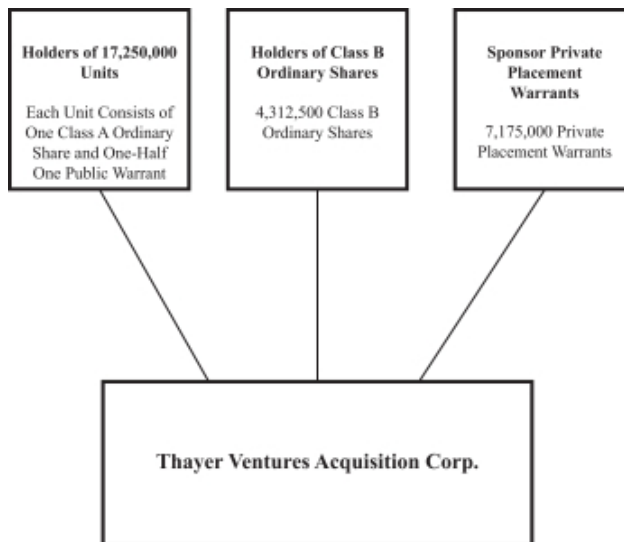 Holders of 17,250,000
Units
Each Unit Consists of
One Class A Ordinary
Share and One-Half
One Public Warrant
Holders of Class B
Ordinary Shares
4,312,500 Class B
Ordinary Shares
Sponsor Private
Placement
Warrants
7,175,000 Private
Placement Warrants
Thayer Ventures Acquisition Corp.